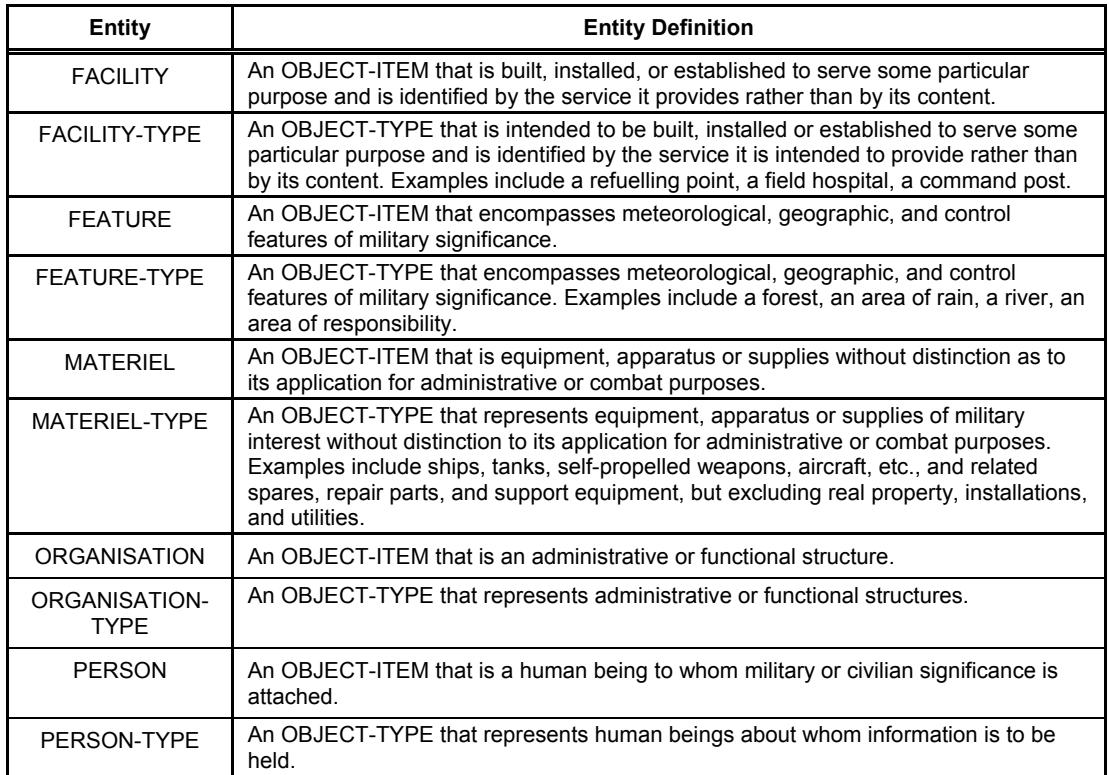 Entity Entity Definition
FACILITY An OBJECT-ITEM that is built, installed, or established to serve some particular
purpose and is identified by the service it provides rather than by its content.
FACILITY-TYPE An OBJECT-TYPE that is intended to be built, installed or established to serve some
particular purpose and is identified by the service it is intended to provide rather than
by its content. Examples include a refuelling point, a field hospital, a command post.
FEATURE An OBJECT-ITEM that encompasses meteorological, geographic, and control
features of military significance.
FEATURE-TYPE An OBJECT-TYPE that encompasses meteorological, geographic, and control
features of military significance. Examples include a forest, an area of rain, a river, an
area of responsibility.
MATERIEL An OBJECT-ITEM that is equipment, apparatus or supplies without distinction as to
its application for administrative or combat purposes.
MATERIEL-TYPE An OBJECT-TYPE that represents equipment, apparatus or supplies of military
interest without distinction to its application for administrative or combat purposes.
Examples include ships, tanks, self-propelled weapons, aircraft, etc., and related
spares, repair parts, and support equipment, but excluding real property, installations,
and utilities.
ORGANISATION An OBJECT-ITEM that is an administrative or functional structure.
ORGANISATION- An OBJECT-TYPE that represents administrative or functional structures.
TYPE
PERSON An OBJECT-ITEM that is a human being to whom military or civilian significance is
attached.
PERSON-TYPE An OBJECT-TYPE that represents human beings about whom information is to be
held.